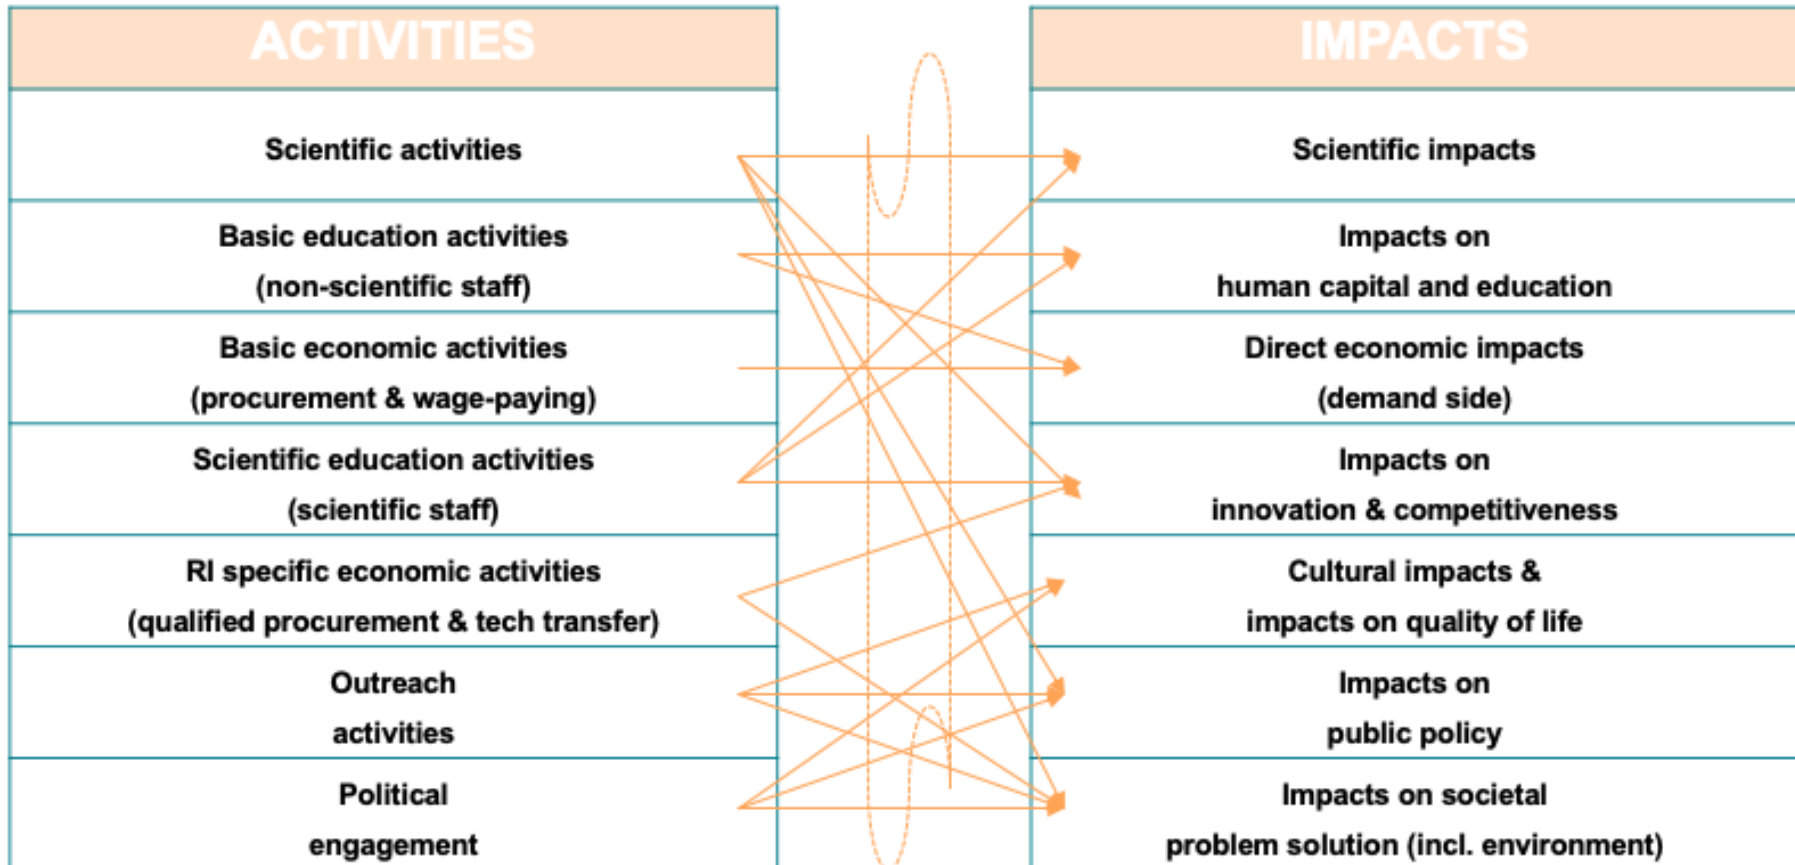 ACTIVITIES
Scientific activities
Basic education activities
(non-scientific staff)
Basic economic activities
(procurement & wage-paying)
Scientific education activities
(scientific staff)
RI specific economic activities
(qualified procurement & tech transfer)
Outreach
activities
Political
engagement
IMPACTS
Scientific impacts
Impacts on
human capital and education
Direct economic impacts
(demand side)
Impacts on
innovation & competitiveness
Cultural impacts &
impacts on quality of life
Impacts on
public policy
Impacts on societal
problem solution (incl. environment)